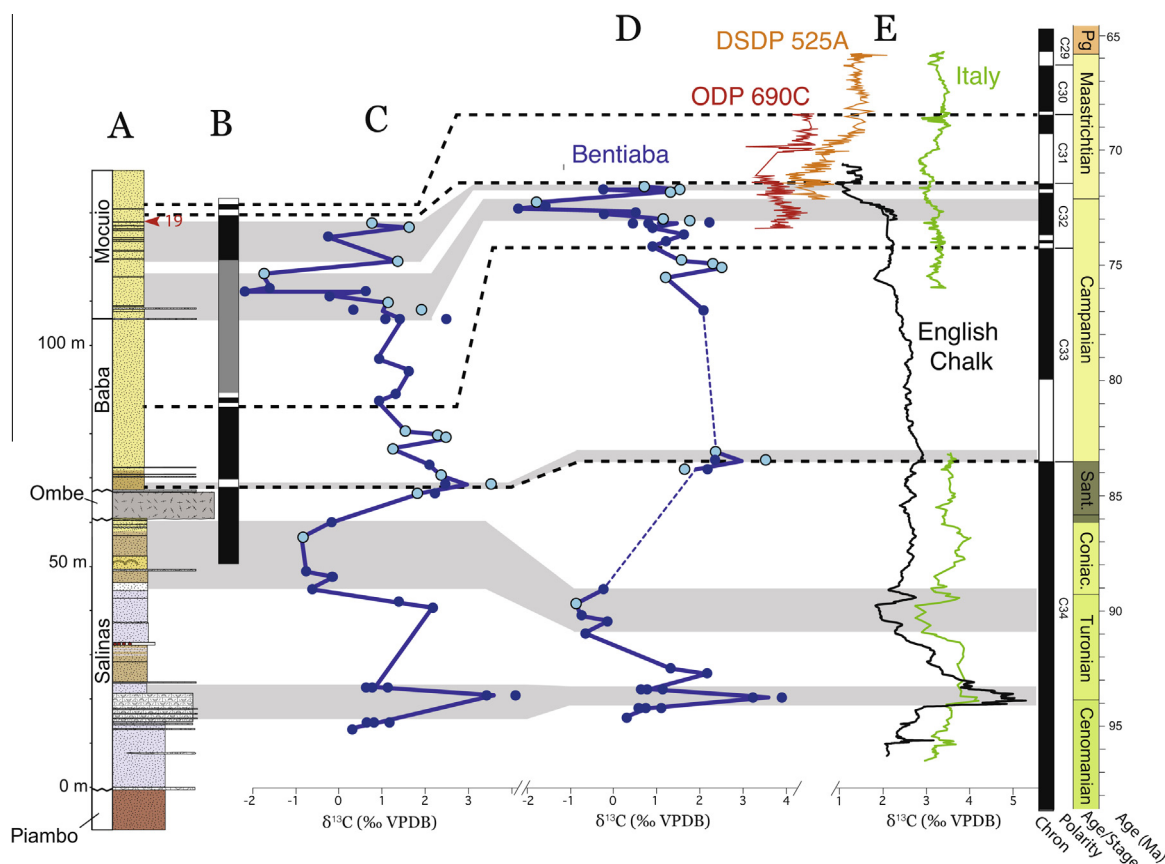 D
E
DSDP 525A
Italy
ODP 690C
A
B
C
Bentiaba
English
Chalk
19
Mocuio
Baba
Ombe
Salinas
Piambo
100 m
50 m
0 m
-2 -1 0 1 2 3
δ¹³C (‰ VPDB)
-2 -1 0 1 2 3 4
δ¹³C (‰ VPDB)
1 2 3 4 5
δ¹³C (‰ VPDB)
C29
C30
C31
C32
C33
C34
Pg
Maastrichtian
Campanian
Sant.
Coniac.
Turonian
Cenomanian
65
70
75
80
85
90
95
Chron
Polarity
Age/Stage
Age (Ma)